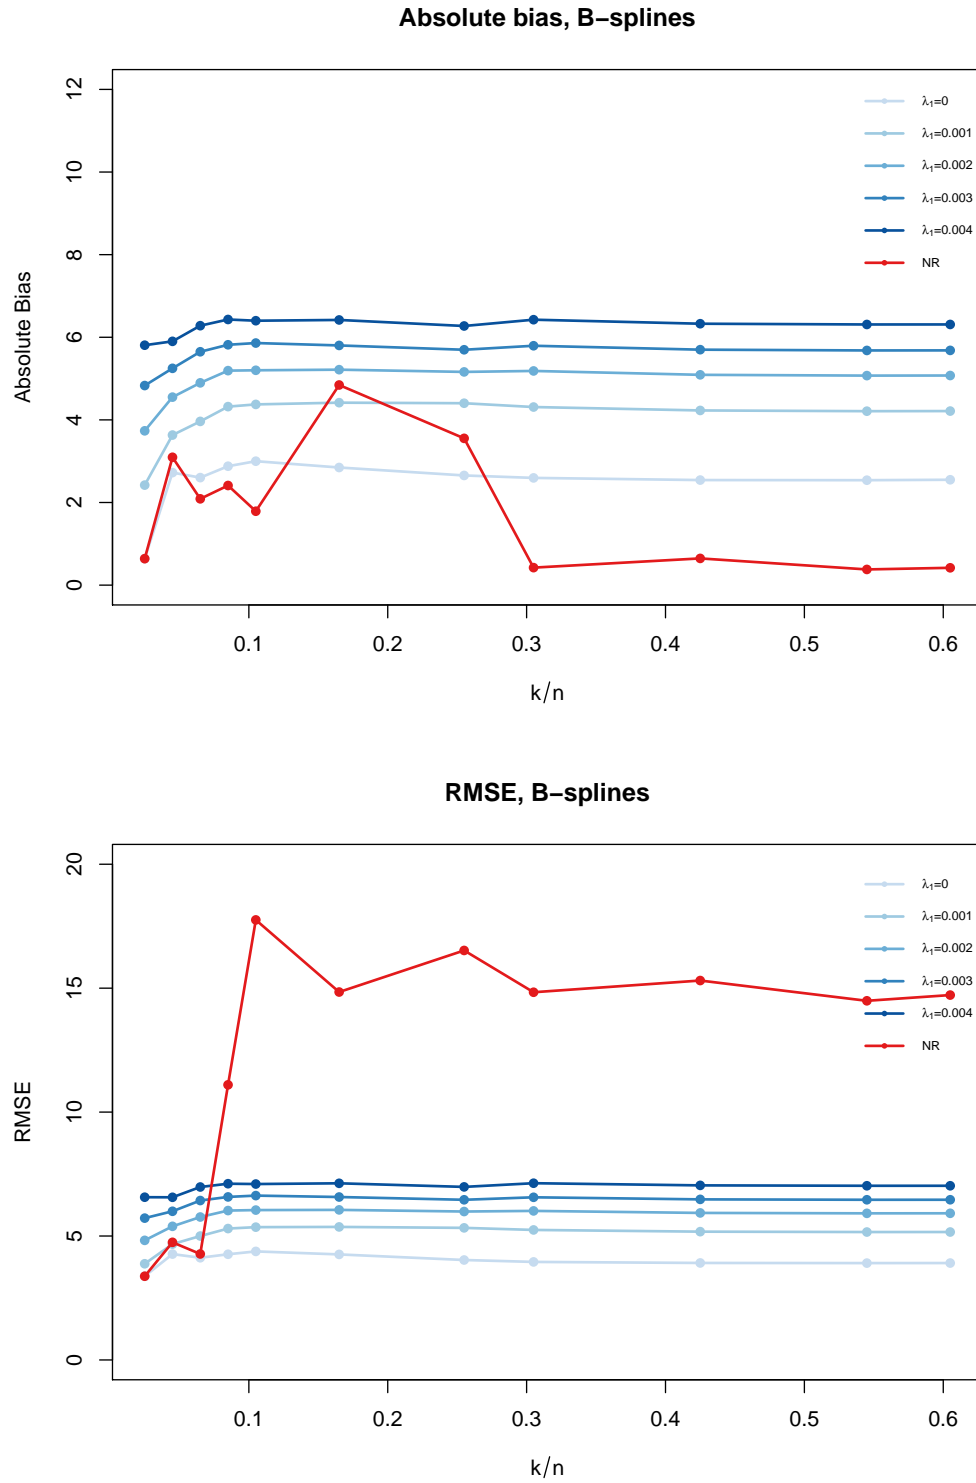 Absolute bias, B−splines
12
10
8
6
4
2
0
Absolute Bias
λ₁=0
λ₁=0.001
λ₁=0.002
λ₁=0.003
λ₁=0.004
NR
0.1 0.2 0.3 0.4 0.5 0.6
k/n
RMSE, B−splines
20
15
10
5
0
RMSE
λ₁=0
λ₁=0.001
λ₁=0.002
λ₁=0.003
λ₁=0.004
NR
0.1 0.2 0.3 0.4 0.5 0.6
k/n